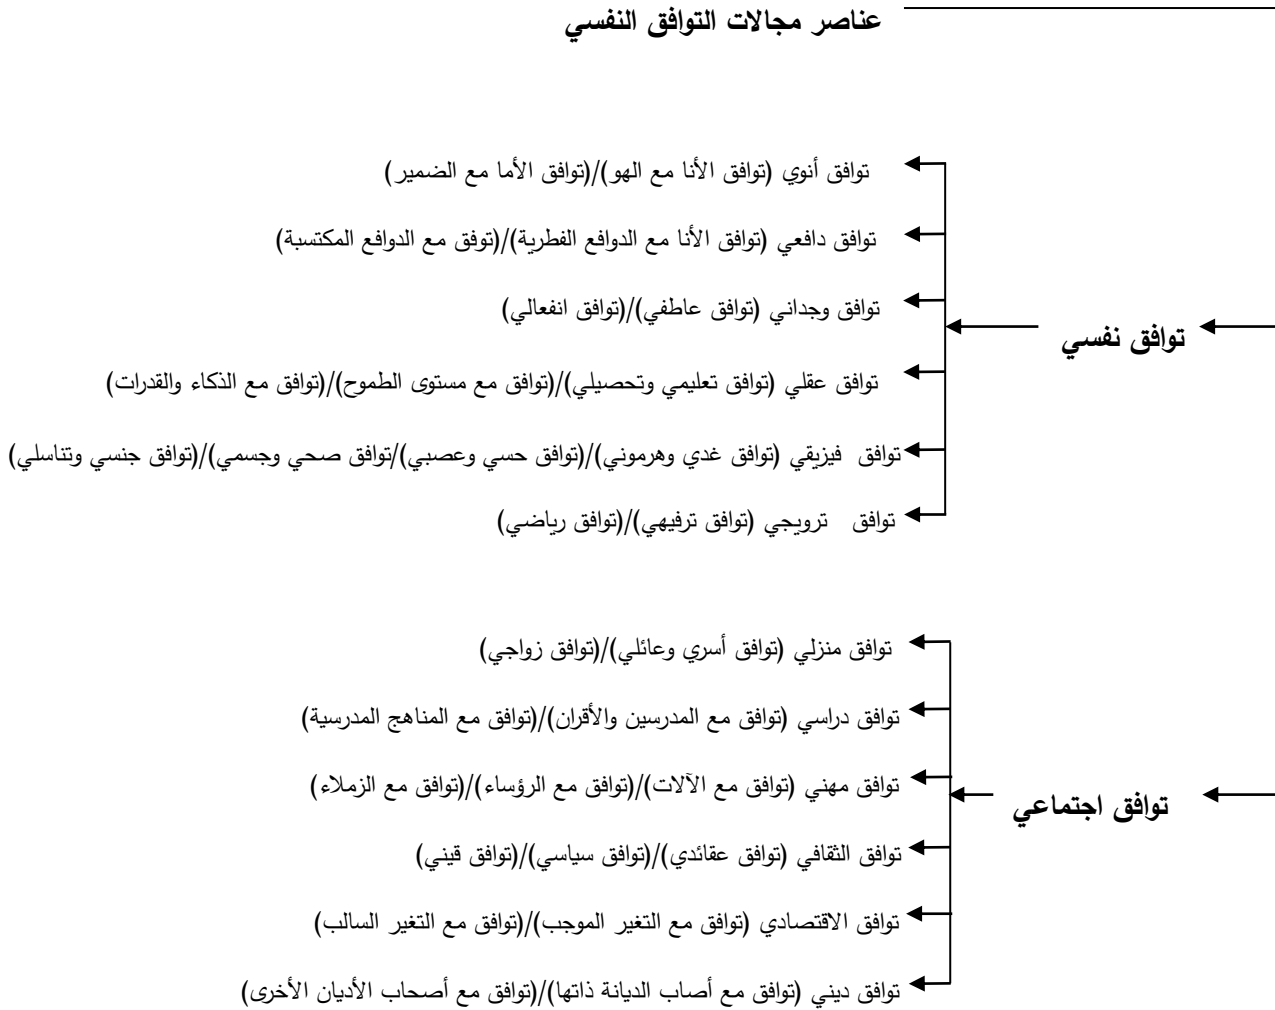 عناصر مجالات التوافق النفسي
توافق أنوي (توافق الأنا مع الهو)/(توافق الأما مع الضمير)
توافق دافعي (توافق الأنا مع الدوافع الفطرية)/(توفق مع الدوافع المكتسبة)
توافق وجداني (توافق عاطفي)/(توافق انفعالي)
توافق نفسي
توافق عقلي (توافق تعليمي وتحصيلي)/(توافق مع مستوى الطموح)/(توافق مع الذكاء والقدرات)
توافق فيزيقي (توافق غدي وهرموني)/(توافق حسي وعصبي)/توافق صحي وجسمي)/(توافق جنسي وتناسلي)
توافق ترويجي (توافق ترفيهي)/(توافق رياضي)
توافق منزلي (توافق أسري وعائلي)/(توافق زواجي)
توافق دراسي (توافق مع المدرسين والأقران)/(توافق مع المناهج المدرسية)
توافق مهني (توافق مع الآلات)/(توافق مع الرؤساء)/(توافق مع الزملاء)
توافق اجتماعي
توافق الثقافي (توافق عقائدي)/(توافق سياسي)/(توافق قيني)
توافق الاقتصادي (توافق مع التغير الموجب)/(توافق مع التغير السالب)
توافق ديني (توافق مع أصاب الديانة ذاتها)/(توافق مع أصحاب الأديان الأخرى)